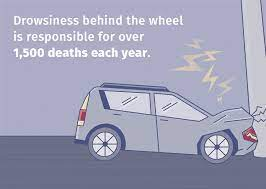 Drowsiness behind the wheel
is responsible for over
1,500 deaths each year.